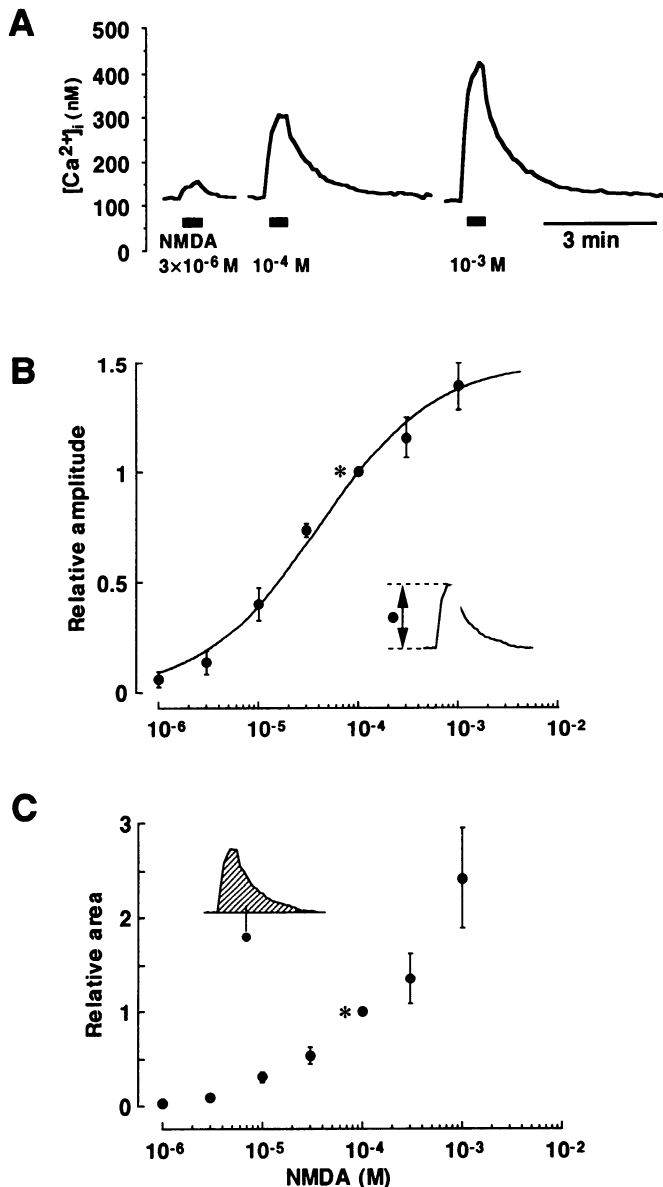 A
500
400
300
200
100
0
[Ca2+]i (nM)
NMDA
3×10-6 M
10-4 M
10-3 M
3 min
B
1.5
1
0.5
0
Relative amplitude
*
10-6
10-5
10-4
10-3
10-2
C
3
2
1
0
Relative area
*
10-6
10-5
10-4
10-3
10-2
NMDA (M)